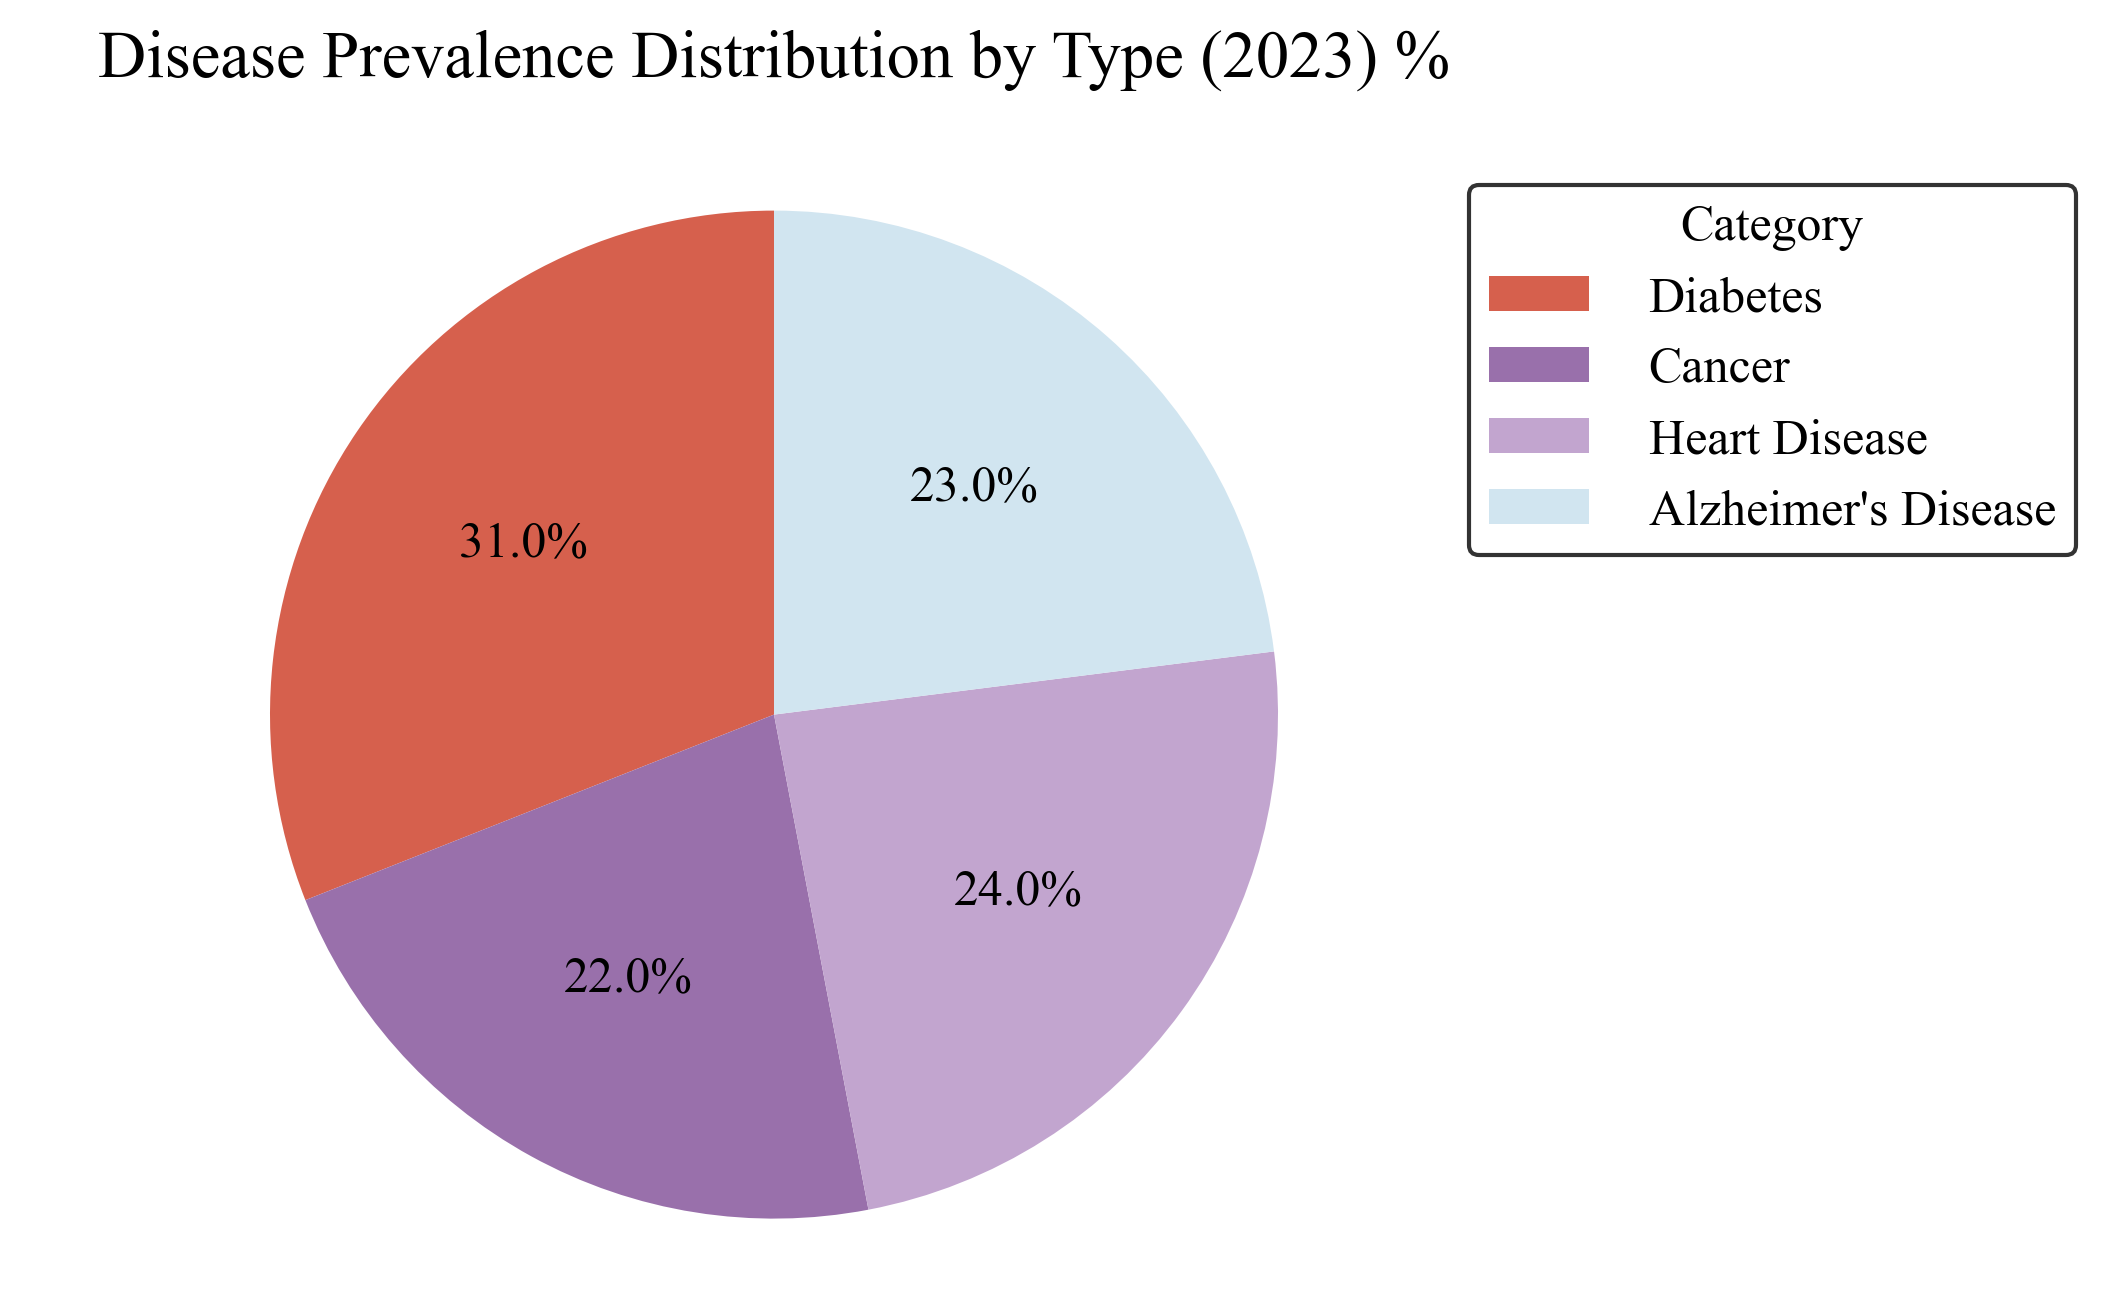 Disease Prevalence Distribution by Type (2023) %
Category
Diabetes
Cancer
Heart Disease
Alzheimer's Disease
23.0%
31.0%
24.0%
22.0%